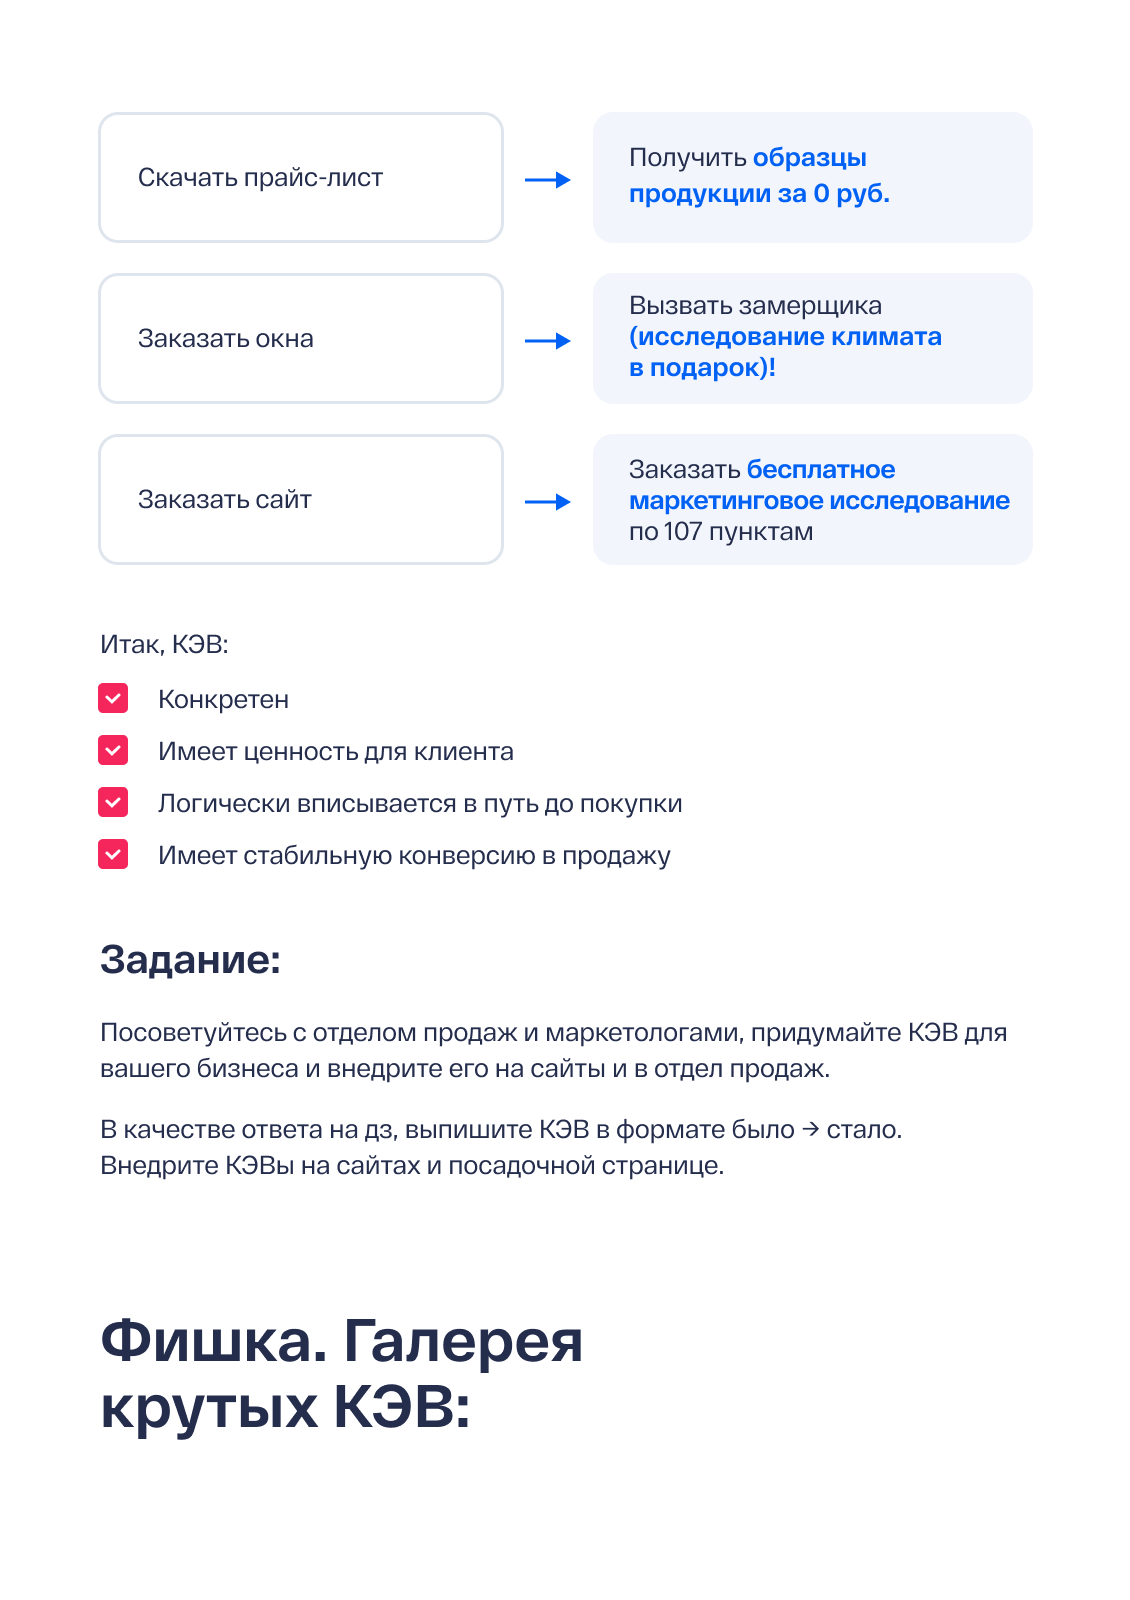 Скачать прайс-лист
Получить образцы
продукции за 0 руб.
Заказать окна
Вызвать замерщика
(исследование климата
в подарок)!
Заказать сайт
Заказать бесплатное
маркетинговое исследование
по 107 пунктам
Итак, КЭВ:
Конкретен
Имеет ценность для клиента
Логически вписывается в путь до покупки
Имеет стабильную конверсию в продажу
Задание:
Посоветуйтесь с отделом продаж и маркетологами, придумайте КЭВ для
вашего бизнеса и внедрите его на сайты и в отдел продаж.
В качестве ответа на дз, выпишите КЭВ в формате было → стало.
Внедрите КЭВы на сайтах и посадочной странице.
Фишка. Галерея
крутых КЭВ: